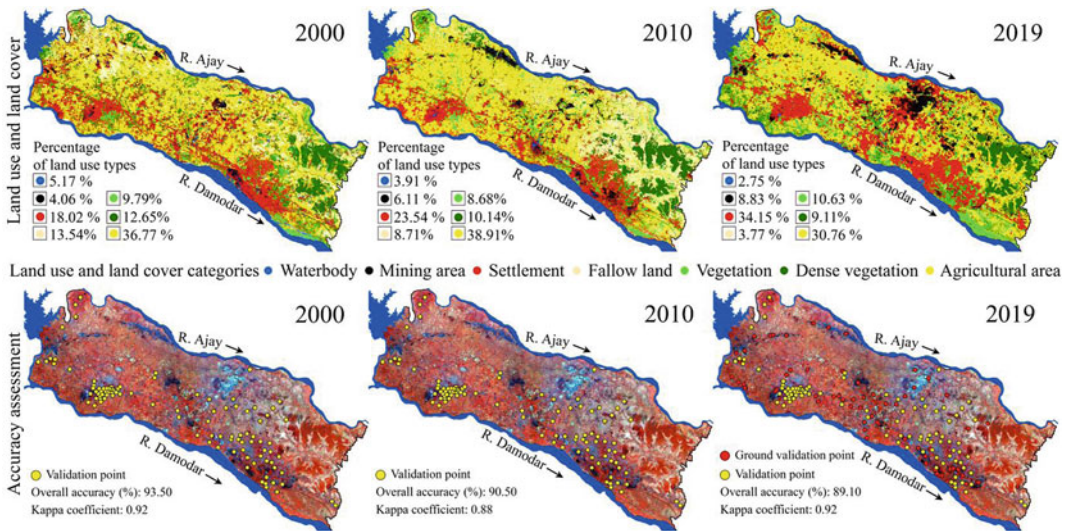 Land use and land cover
2000
R. Ajay
R. Damodar
Percentage
of land use types
5.17 %
4.06 % 9.79%
18.02 % 12.65%
13.54% 36.77 %
2010
R. Ajay
R. Damodar
Percentage
of land use types
3.91 %
6.11 % 8.68%
23.54 % 10.14%
8.71% 38.91 %
2019
R. Ajay
R. Damodar
Percentage
of land use types
2.75 %
8.83 % 10.63 %
34.15 % 9.11%
3.77 % 30.76 %
Land use and land cover categories Waterbody Mining area Settlement Fallow land Vegetation Dense vegetation Agricultural area
Accuracy assessment
2000
R. Ajay
R. Damodar
Validation point
Overall accuracy (%): 93.50
Kappa coefficient: 0.92
2010
R. Ajay
R. Damodar
Validation point
Overall accuracy (%): 90.50
Kappa coefficient: 0.88
2019
R. Ajay
R. Damodar
Ground validation point
Validation point
Overall accuracy (%): 89.10
Kappa coefficient: 0.92